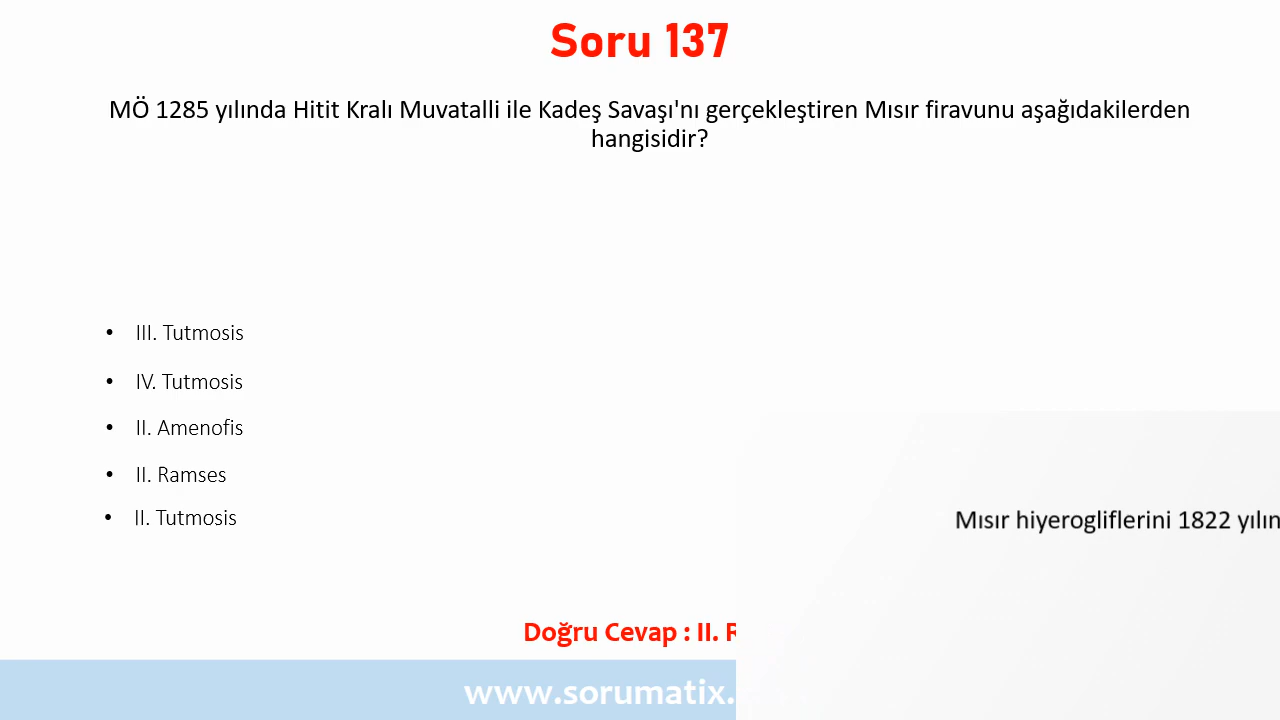 Soru 137
MÖ 1285 yılında Hitit Kralı Muvatalli ile Kadeş Savaşı'nı gerçekleştiren Mısır firavunu aşağıdakilerden
hangisidir?
• III. Tutmosis
• IV. Tutmosis
• II. Amenofis
• II. Ramses
• II. Tutmosis
Mısır hiyerogliflerini 1822 yılın
Doğru Cevap : II. R
www.sorumatix.